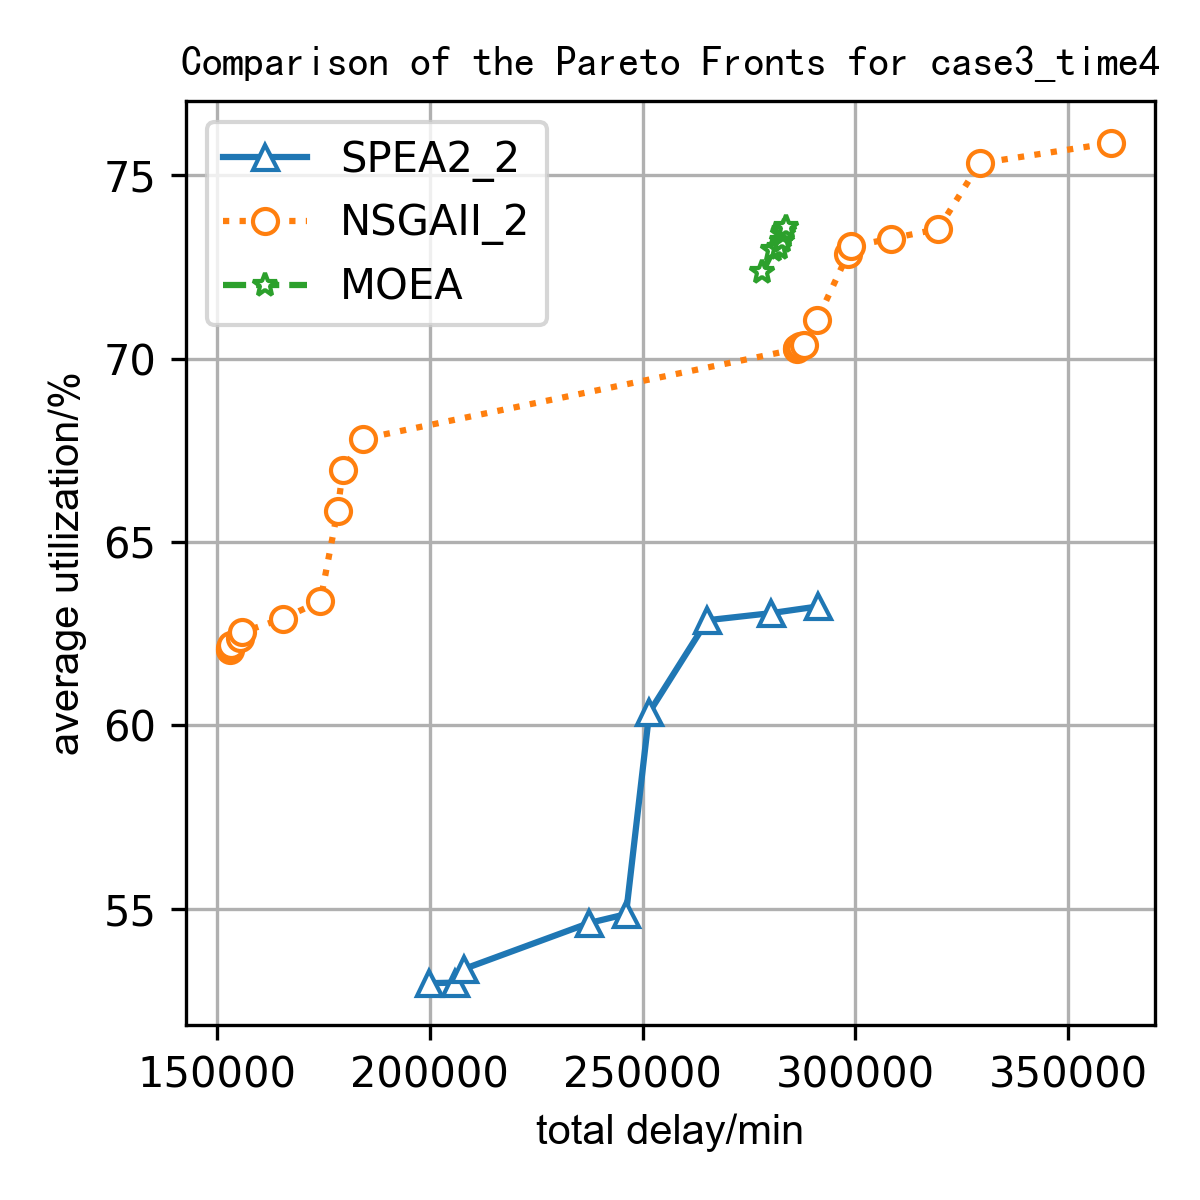 Comparison of the Pareto Fronts for case3_time4
SPEA2_2
NSGAII_2
MOEA
75
70
65
60
55
average utilization/%
150000 200000 250000 300000 350000
total delay/min